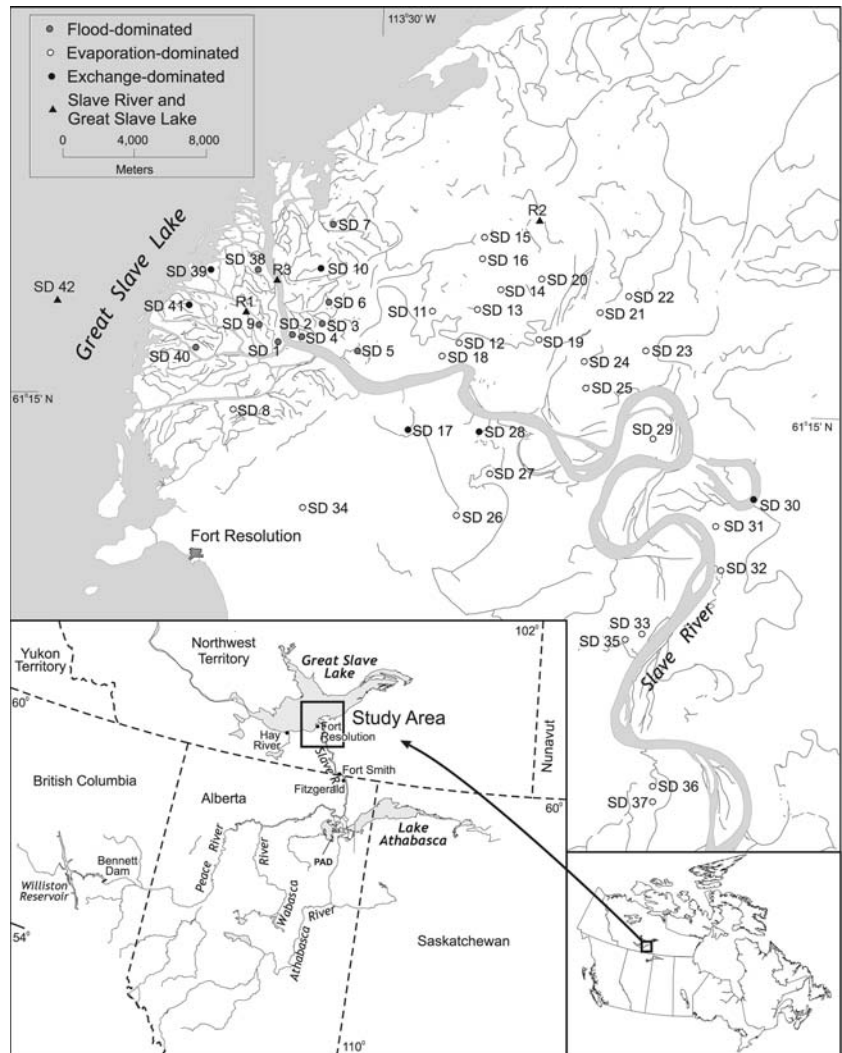 113°30' W
Flood-dominated
Evaporation-dominated
Exchange-dominated
Slave River and
Great Slave Lake
0 4,000 8,000
Meters
Great Slave Lake
SD 7
R2
SD 15
SD 38
R3
SD 10
SD 16
SD 39
SD 42
SD 20
SD 14
SD 22
SD 41
R1
SD 6
SD 11
SD 13
SD 21
SD 9
SD 2
SD 3
SD 4
SD 1
SD 40
SD 5
SD 12
SD 18
SD 19
SD 23
SD 24
SD 25
61°15' N
61°15' N
SD 8
SD 17
SD 28
SD 29
SD 27
SD 30
SD 34
SD 26
SD 31
Fort Resolution
SD 32
SD 33
SD 35
Slave River
SD 36
SD 37
102°
Yukon
Territory
Northwest
Territory
Great Slave
Lake
60°
Study Area
Hay
River
Fort
Resolution
Slave R.
Nunavut
Fort Smith
Fitzgerald
60°
British Columbia
Alberta
Lake
Athabasca
Peace River
Wabasca
River
PAD
Bennett
Dam
Williston
Reservoir
Athabasca
River
54°
Saskatchewan
110°